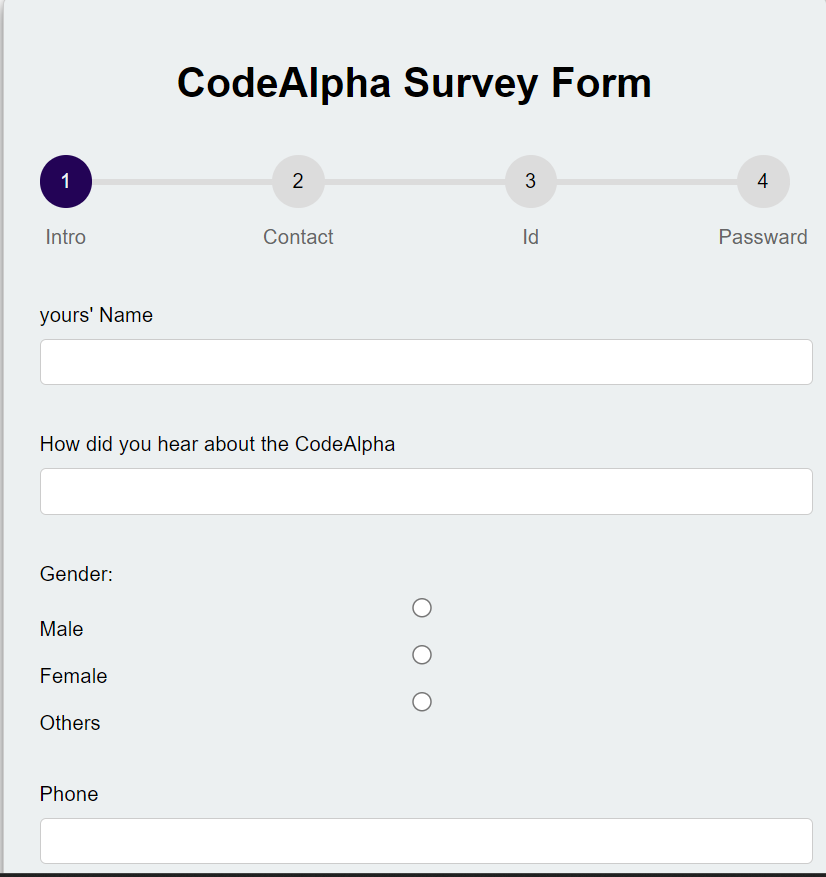 CodeAlpha Survey Form
1 2 3 4
Intro Contact Id Passward
yours' Name
How did you hear about the CodeAlpha
Gender:
Male
Female
Others
Phone